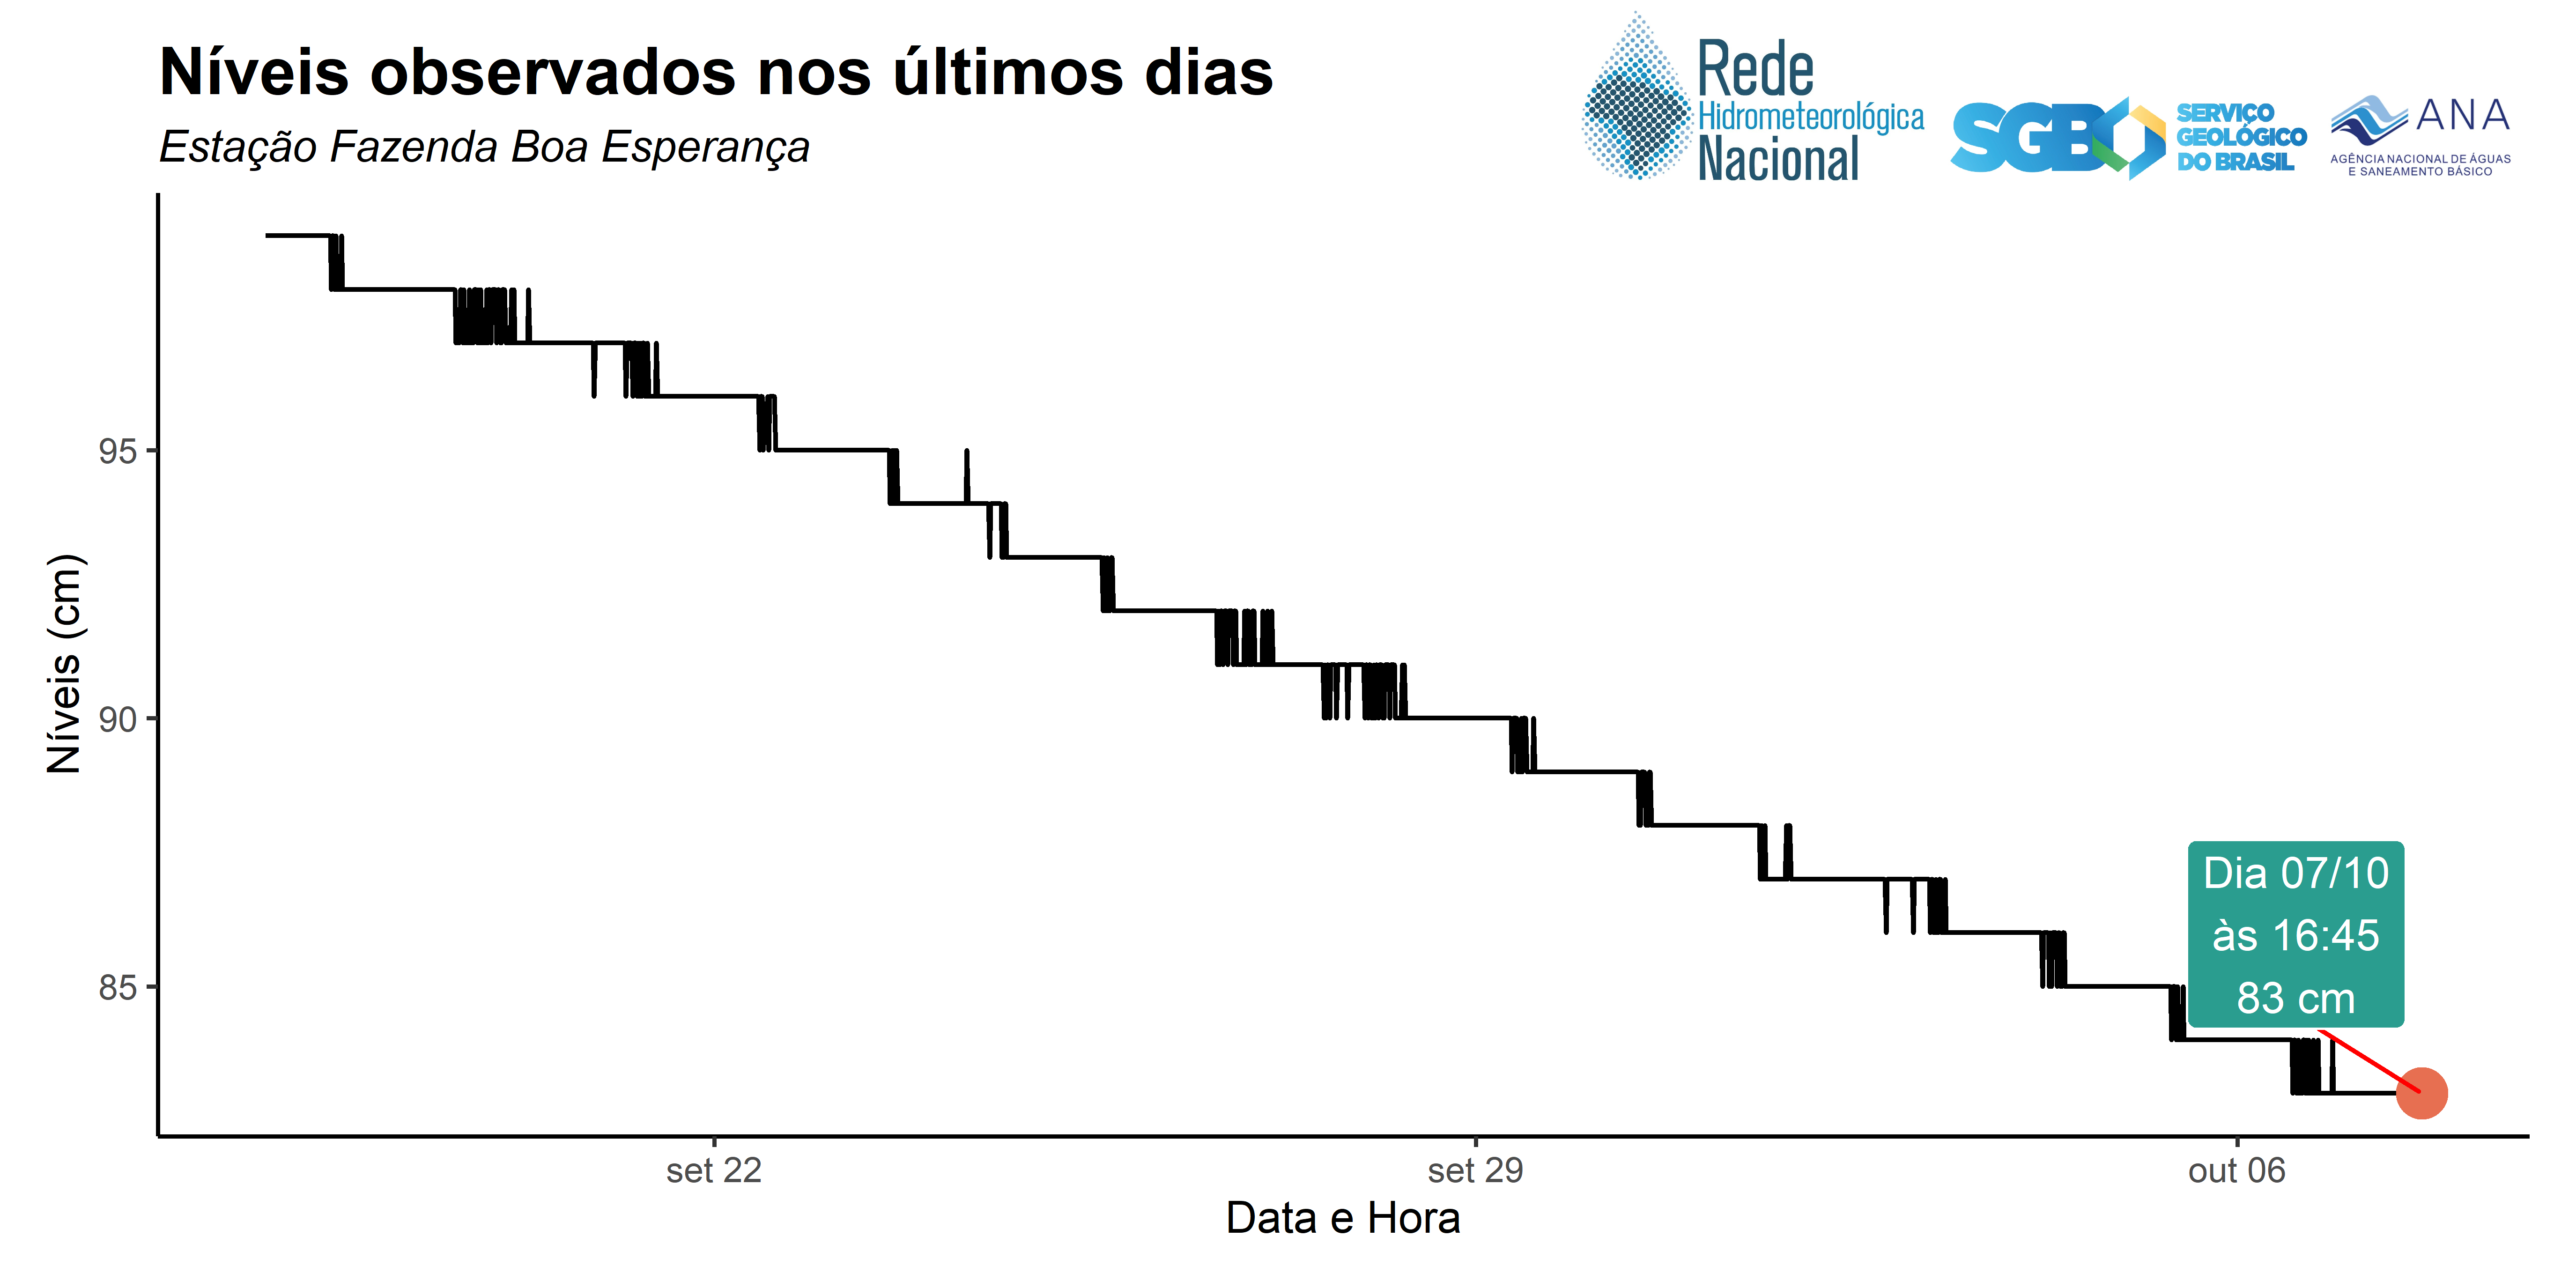 Níveis observados nos últimos dias
Estação Fazenda Boa Esperança
Rede
Hidrometeorológica
Nacional
SGB
SERVIÇO
GEOLÓGICO
DO BRASIL
ANA
AGÊNCIA NACIONAL DE ÁGUAS
E SANEAMENTO BÁSICO
Níveis (cm)
95
90
85
Dia 07/10
às 16:45
83 cm
set 22
set 29
out 06
Data e Hora